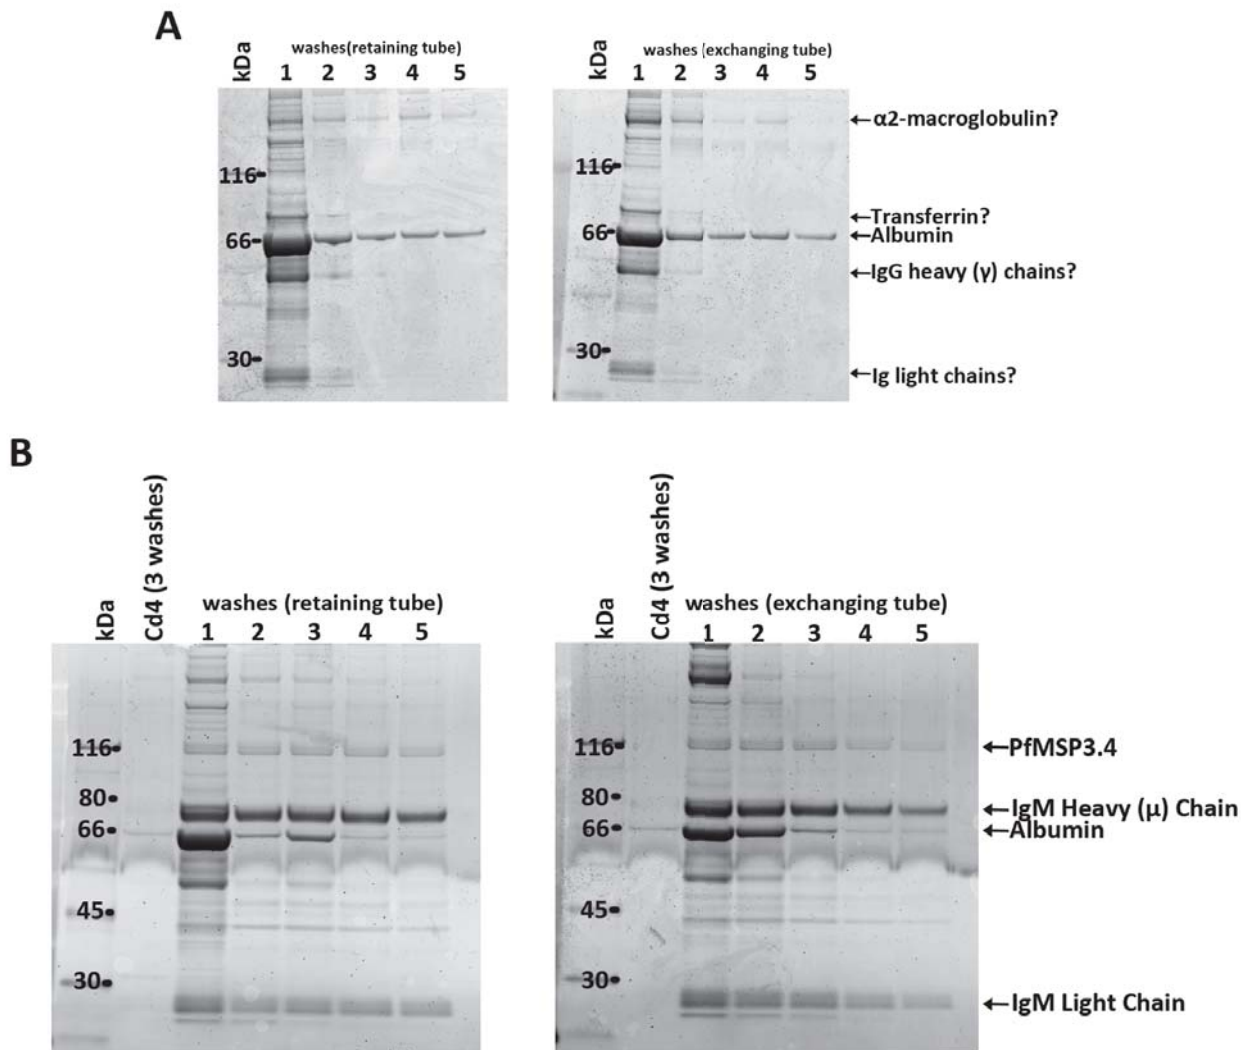 A
kDa
washes(retaining tube)
1 2 3 4 5
116
66
30
kDa
washes (exchanging tube)
1 2 3 4 5
116
66
30
α2-macroglobulin?
Transferrin?
Albumin
IgG heavy (γ) chains?
Ig light chains?
B
kDa
Cd4 (3 washes)
washes (retaining tube)
1 2 3 4 5
116
80
66
45
30
kDa
Cd4 (3 washes)
washes (exchanging tube)
1 2 3 4 5
116
80
66
45
30
PfMSP3.4
IgM Heavy (μ) Chain
Albumin
IgM Light Chain